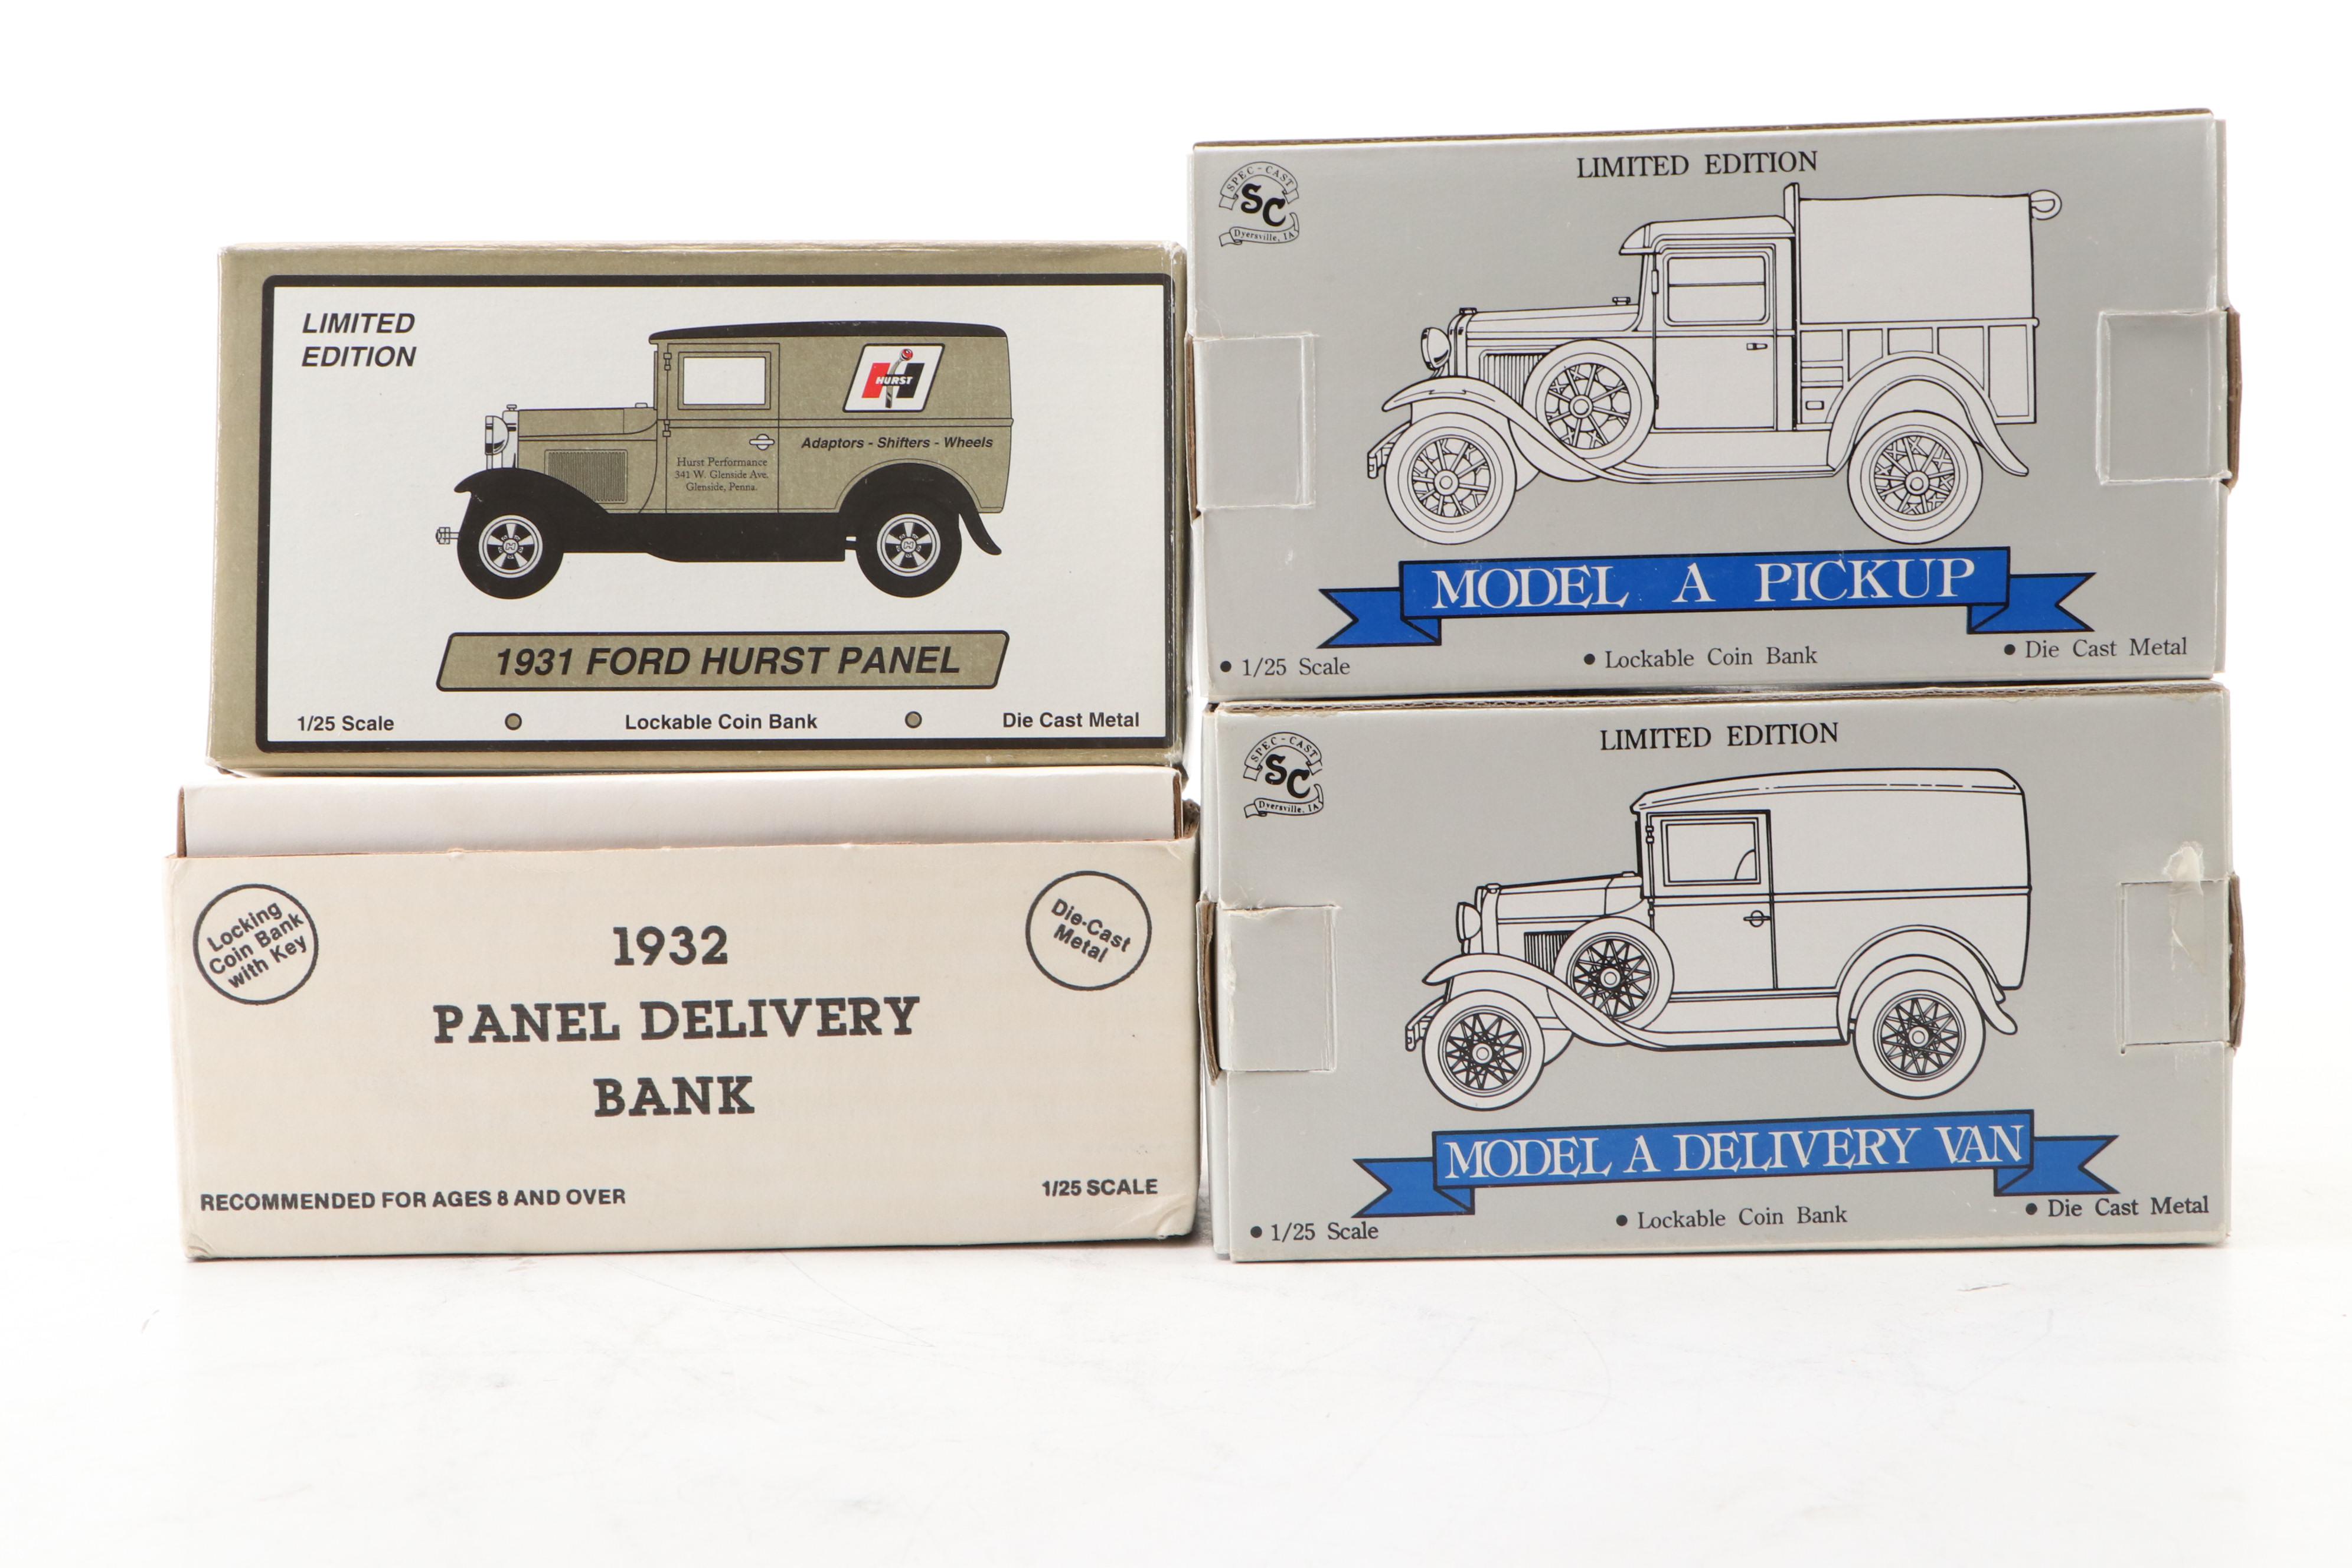 LIMITED
EDITION
HURST
Adaptors - Shifters - Wheels
Hurst Performance
341 W. Glenside Ave.
Glenside, Penna.
1931 FORD HURST PANEL
1/25 Scale Lockable Coin Bank Die Cast Metal
Locking
Coin Bank
with Key
Die-Cast
Metal
1932
PANEL DELIVERY
BANK
RECOMMENDED FOR AGES 8 AND OVER
1/25 SCALE
SPEC-CAST
SC
Dyersville, IA
LIMITED EDITION
MODEL A PICKUP
• 1/25 Scale • Lockable Coin Bank • Die Cast Metal
SPEC-CAST
SC
Dyersville, IA
LIMITED EDITION
MODEL A DELIVERY VAN
• 1/25 Scale • Lockable Coin Bank • Die Cast Metal